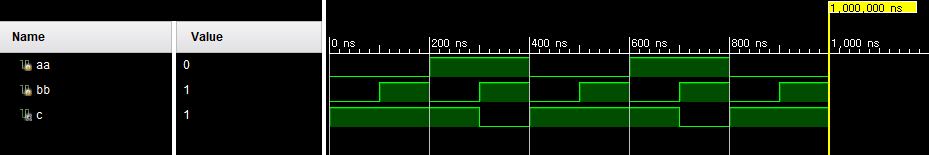 1,000,000 ns
Name Value
0 ns 200 ns 400 ns 600 ns 800 ns 1,000 ns
aa 0
bb 1
c 1